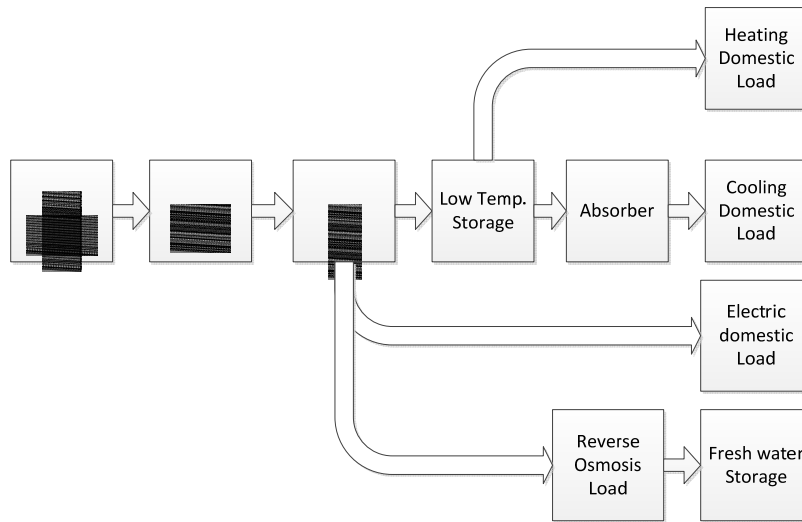 Heating
Domestic
Load
Low Temp.
Storage
Absorber
Cooling
Domestic
Load
Electric
domestic
Load
Reverse
Osmosis
Load
Fresh water
Storage